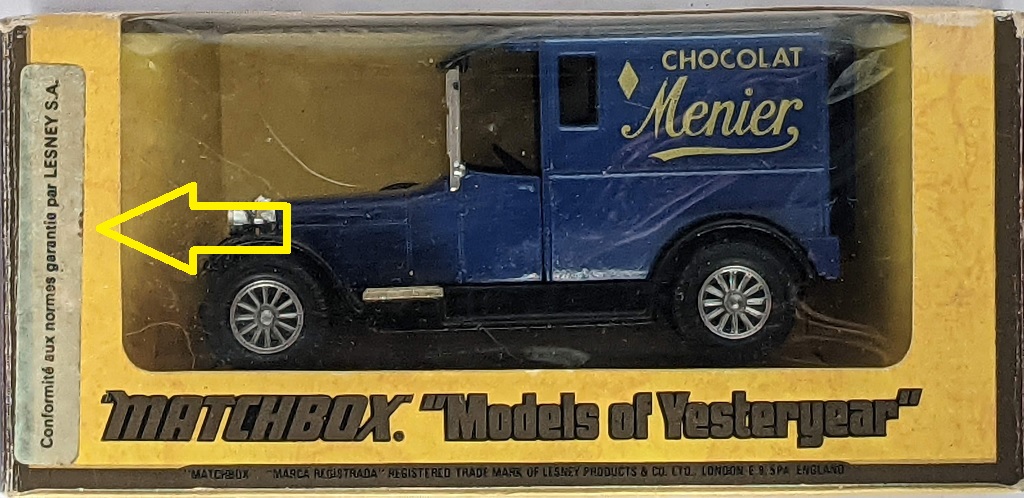 Conformité aux normes garantie par LESNEY S.A.
CHOCOLAT
Menier
"MATCHBOX. "Models of Yesteryear"
"MATCHBOX "MARCA REGISTRADA" REGISTERED TRADE MARK OF LESNEY PRODUCTS & CO. LTD., LONDON E.9. 5PA ENGLAND